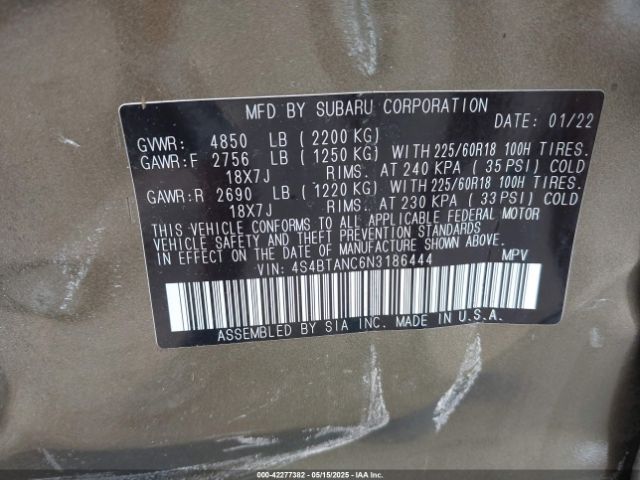 MFD BY SUBARU CORPORATION
DATE: 01/22
GVWR: 4850 LB ( 2200 KG)
GAWR:F 2756 LB ( 1250 KG) WITH 225/60R18 100H TIRES.
18X7J RIMS. AT 240 KPA ( 35 PSI) COLD
GAWR:R 2690 LB ( 1220 KG) WITH 225/60R18 100H TIRES.
18X7J RIMS. AT 230 KPA ( 33 PSI) COLD
THIS VEHICLE CONFORMS TO ALL APPLICABLE FEDERAL MOTOR
VEHICLE SAFETY AND THEFT PREVENTION STANDARDS
IN EFFECT ON THE DATE OF MANUFACTURE SHOWN ABOVE.
VIN: 4S4BTANC6N3186444 MPV
ASSEMBLED BY SIA INC. MADE IN U.S.A.
000-42277382 - 05/15/2025 - IAAI.COM